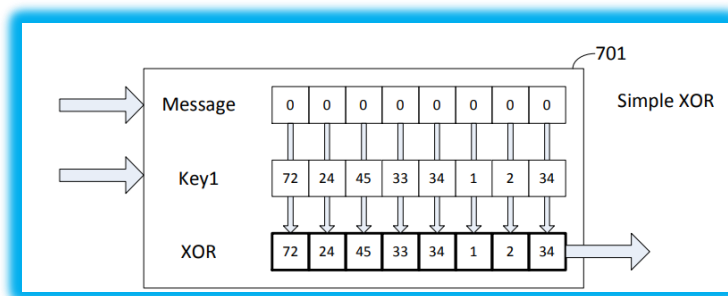 701
Message 0 0 0 0 0 0 0 0 Simple XOR
Key1 72 24 45 33 34 1 2 34
XOR 72 24 45 33 34 1 2 34